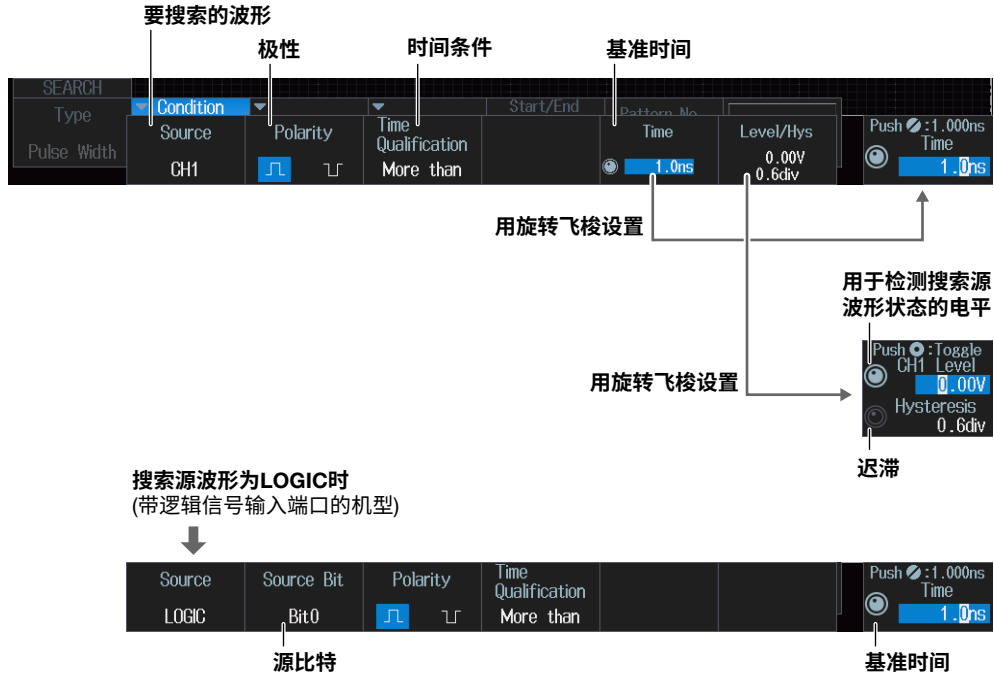 要搜索的波形
极性
时间条件
基准时间
SEARCH
Type
Pulse Width
Condition
Start/End
Pattern No.
Source
CH1
Polarity
Time
Qualification
More than
Time
1.0ns
Level/Hys
0.00V
0.6div
Push :1.000ns
Time
1.0ns
用旋转飞梭设置
用于检测搜索源
波形状态的电平
Push :Toggle
CH1 Level
0.00V
Hysteresis
0.6div
用旋转飞梭设置
迟滞
搜索源波形为LOGIC时
(带逻辑信号输入端口的机型)
Source
LOGIC
Source Bit
Bit0
Polarity
Time
Qualification
More than
Push :1.000ns
Time
1.0ns
源比特
基准时间